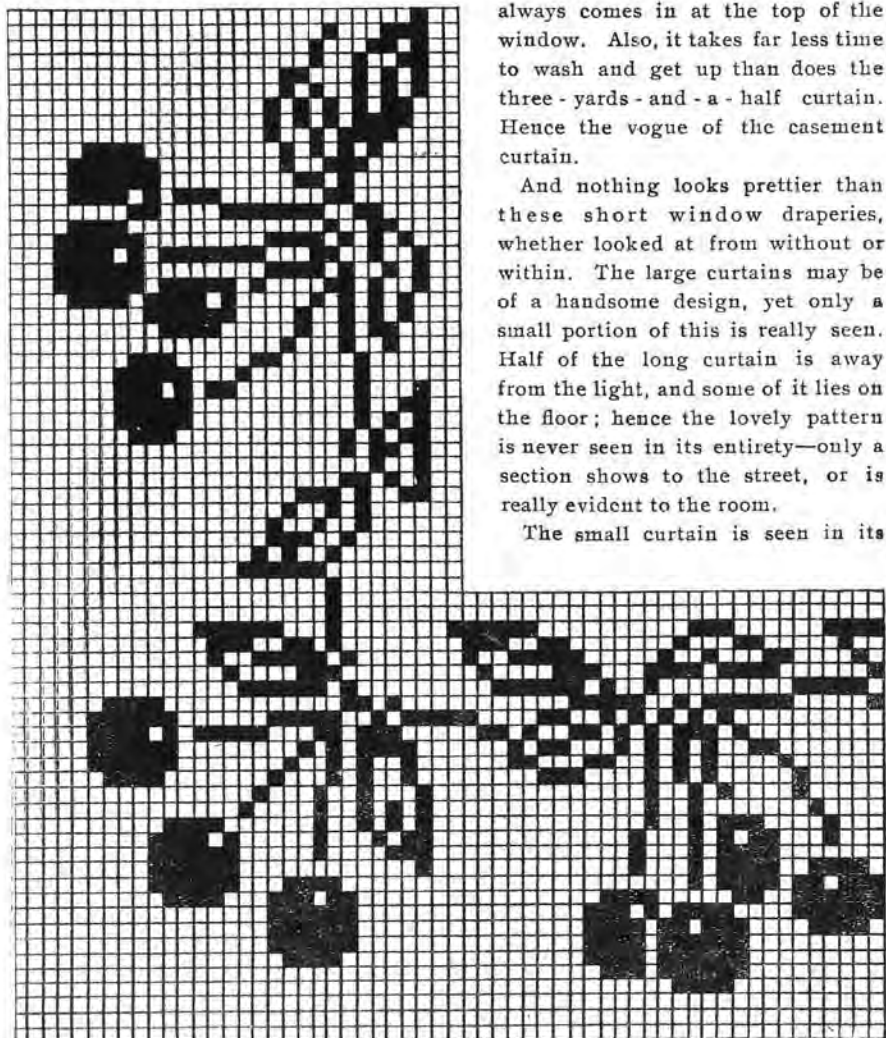 always comes in at the top of the
window. Also, it takes far less time
to wash and get up than does the
three - yards - and - a - half curtain.
Hence the vogue of the casement
curtain.
And nothing looks prettier than
these short window draperies,
whether looked at from without or
within. The large curtains may be
of a handsome design, yet only a
small portion of this is really seen.
Half of the long curtain is away
from the light, and some of it lies on
the floor ; hence the lovely pattern
is never seen in its entirety—only a
section shows to the street, or is
really evident to the room.
The small curtain is seen in its